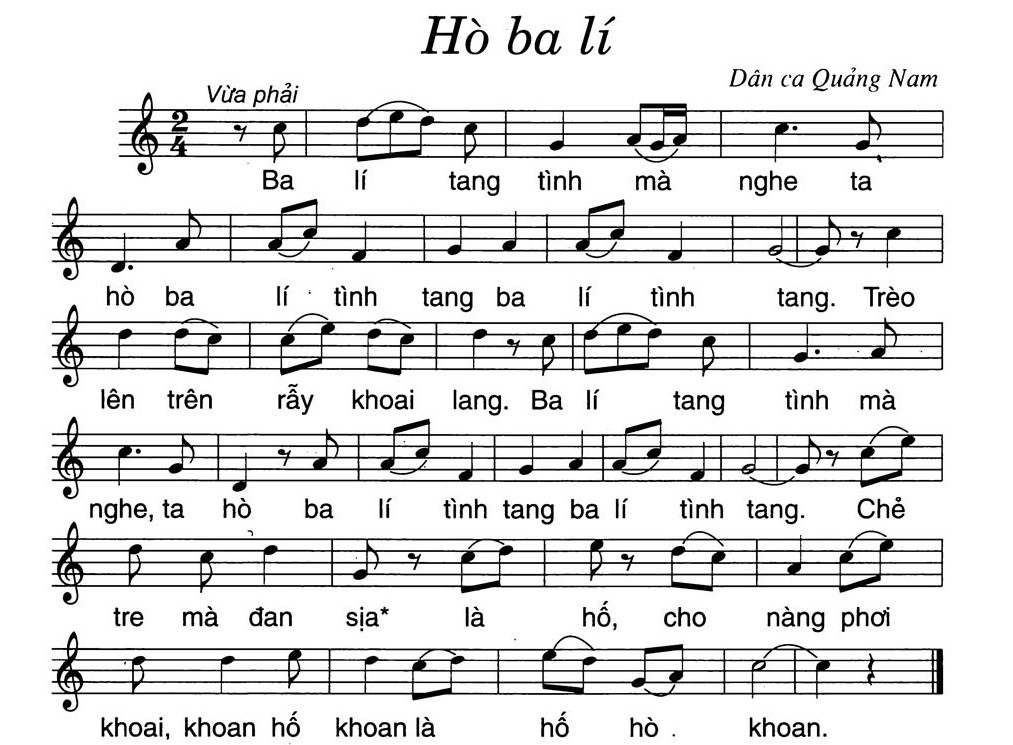 Hò ba lí
Dân ca Quảng Nam
Vừa phải
2
4
Ba lí tang tình mà nghe ta
hò ba lí tình tang ba lí tình tang. Trèo
lên trên rẫy khoai lang. Ba lí tang tình mà
nghe, ta hò ba lí tình tang ba lí tình tang. Chẻ
tre mà đan sịa* là hố, cho nàng phơi
khoai, khoan hố khoan là hố hò khoan.